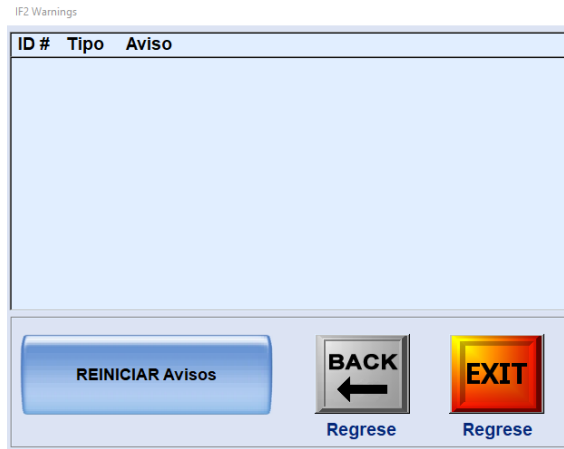 IF2 Warnings
ID # Tipo Aviso
REINICIAR Avisos
BACK
EXIT
Regrese
Regrese